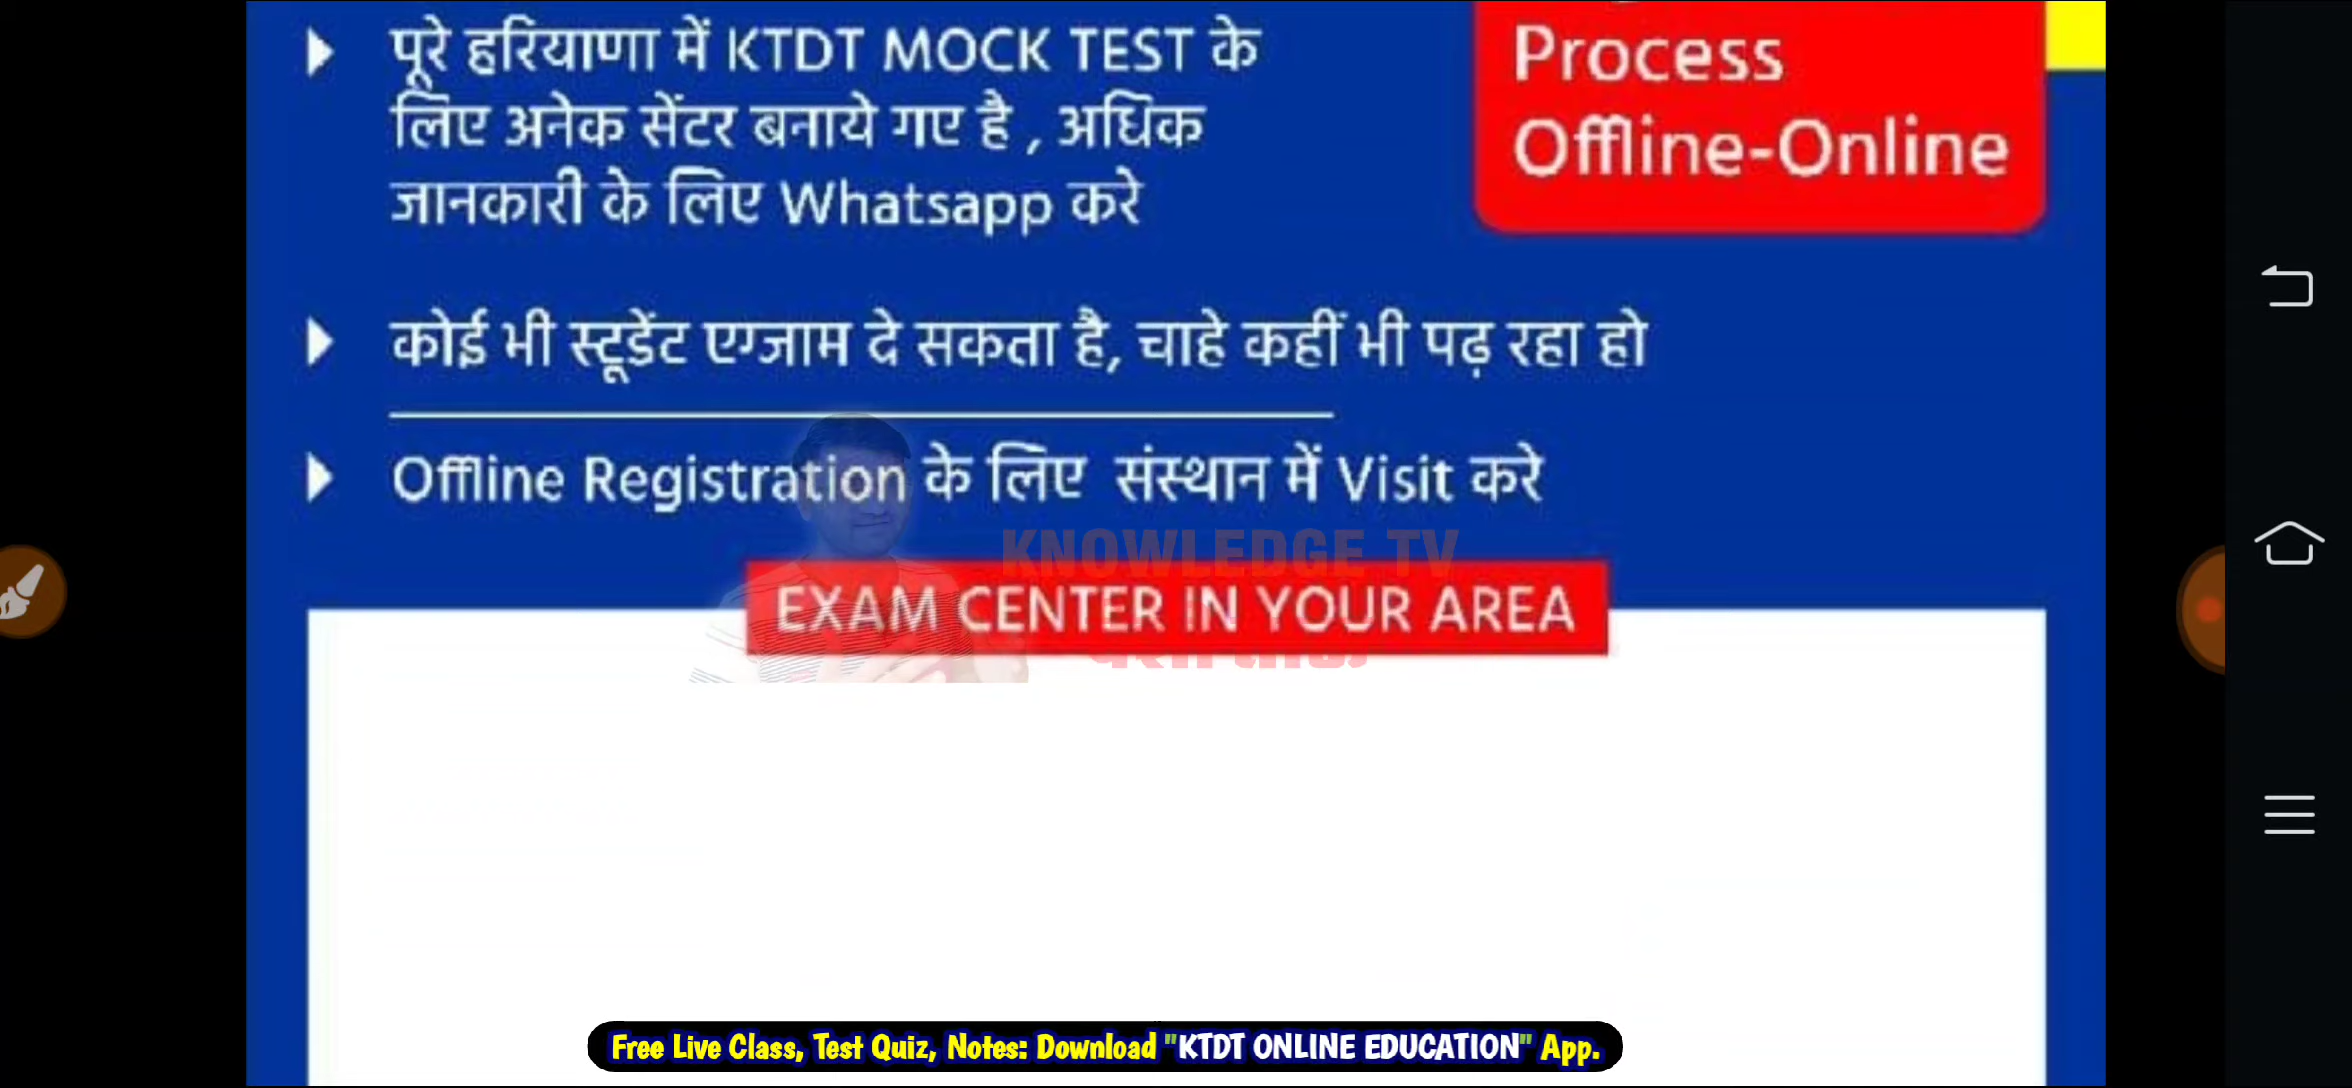 पूरे हरियाणा में KTDT MOCK TEST के
लिए अनेक सेंटर बनाये गए है , अधिक
जानकारी के लिए Whatsapp करे
Process
Offline-Online
कोई भी स्टूडेंट एग्जाम दे सकता है, चाहे कहीं भी पढ़ रहा हो
Offline Registration के लिए संस्थान में Visit करे
KNOWLEDGE TV
EXAM CENTER IN YOUR AREA
Free Live Class, Test Quiz, Notes: Download "KTDT ONLINE EDUCATION" App.